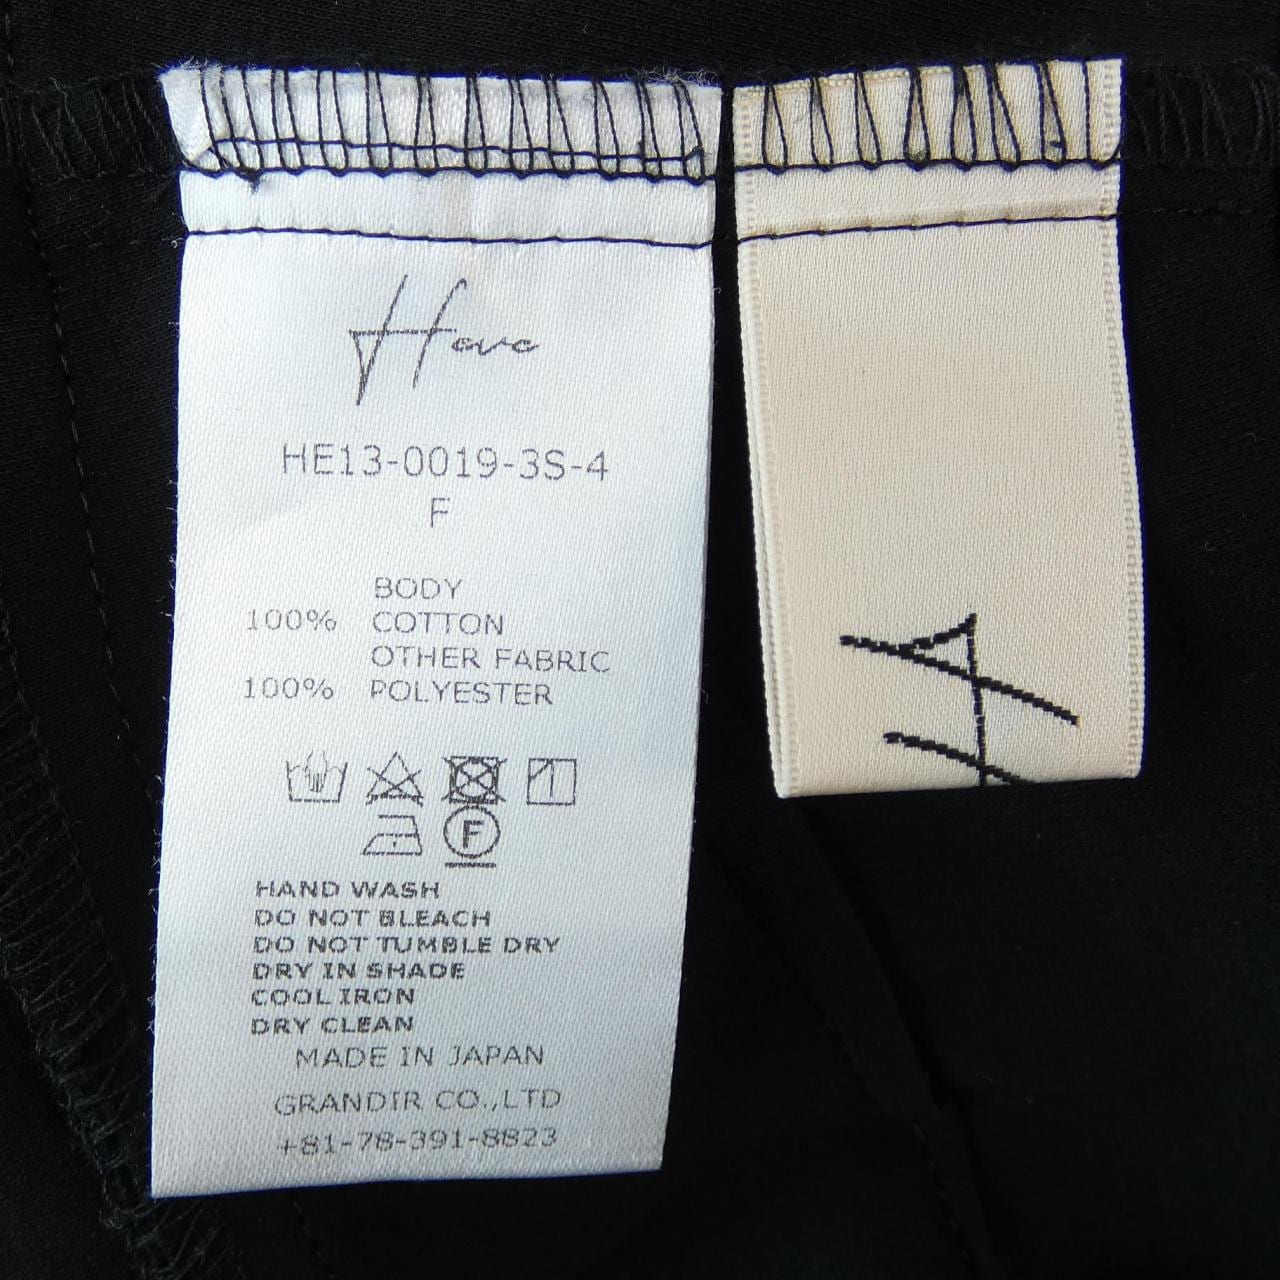 Heve
HE13-0019-3S-4
F
BODY
100% COTTON
OTHER FABRIC
100% POLYESTER
F
HAND WASH
DO NOT BLEACH
DO NOT TUMBLE DRY
DRY IN SHADE
COOL IRON
DRY CLEAN
MADE IN JAPAN
GRANDIR CO.,LTD
+81-78-391-8823